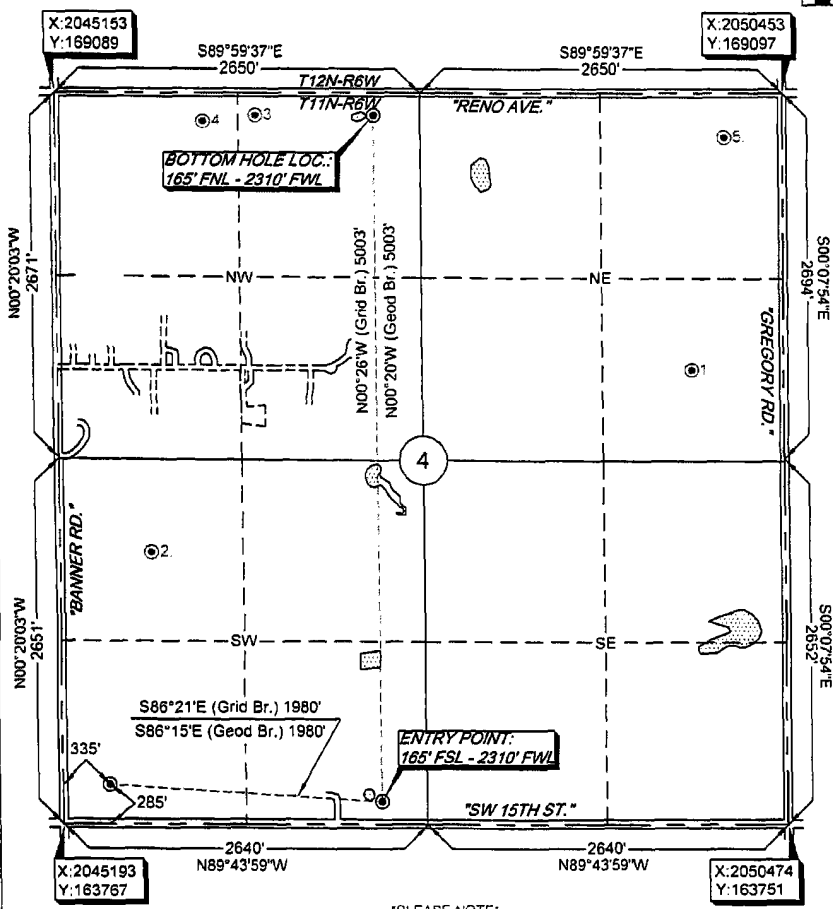 X:2045153
Y:169089
X:2050453
Y:169097
S89°59'37"E
2650'
S89°59'37"E
2650'
T12N-R6W
T11N-R6W
"RENO AVE."
4
3
5.
BOTTOM HOLE LOC.:
165' FNL - 2310' FWL
N00°20'03"W
2671'
NW
N00°26'W (Grid Br.) 5003'
N00°20'W (Geod Br.) 5003'
NE
S00°07'54"E
2694'
"GREGORY RD."
1
4
"BANNER RD."
2.
N00°20'03"W
2651'
SW
SE
S00°07'54"E
2652'
S86°21'E (Grid Br.) 1980'
S86°15'E (Geod Br.) 1980'
335'
285'
ENTRY POINT:
165' FSL - 2310' FWL
"SW 15TH ST."
2640'
N89°43'59"W
2640'
N89°43'59"W
X:2045193
Y:163767
X:2050474
Y:163751
"PLEASE NOTE"